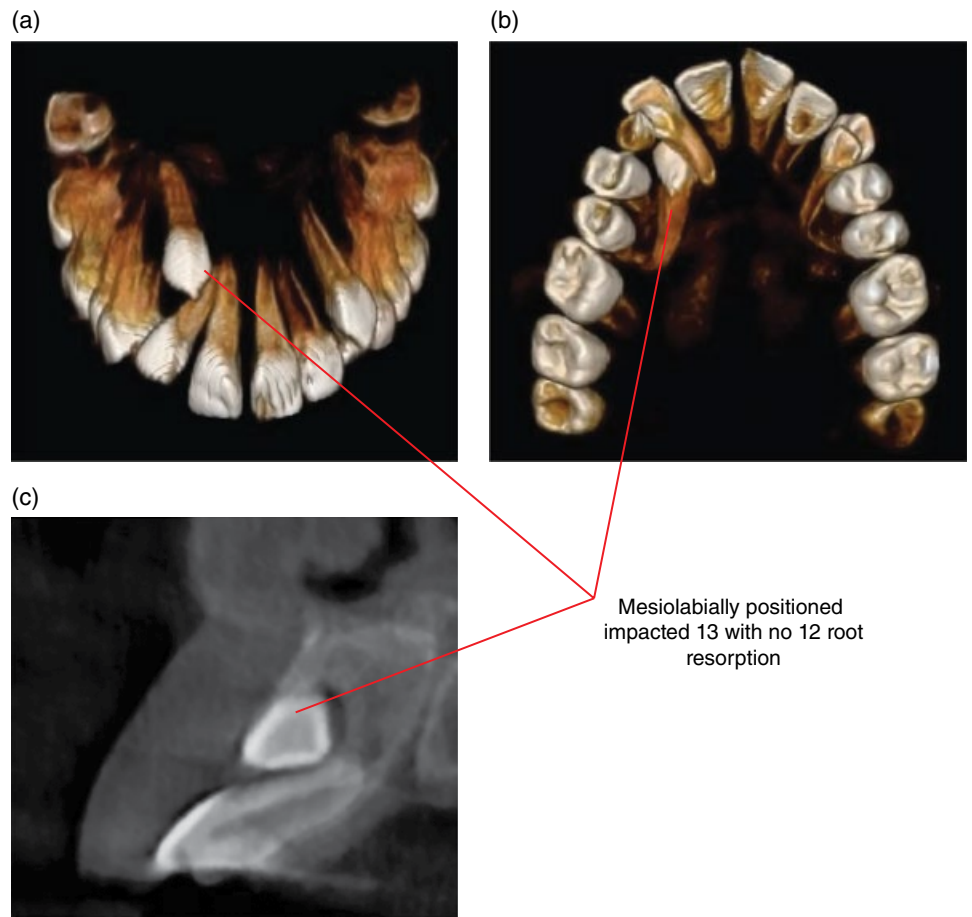 (a)
(b)
(c)
Mesiolabially positioned
impacted 13 with no 12 root
resorption